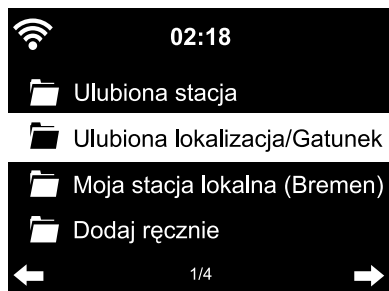 02:18
Ulubiona stacja
Ulubiona lokalizacja/Gatunek
Moja stacja lokalna (Bremen)
Dodaj ręcznie
1/4